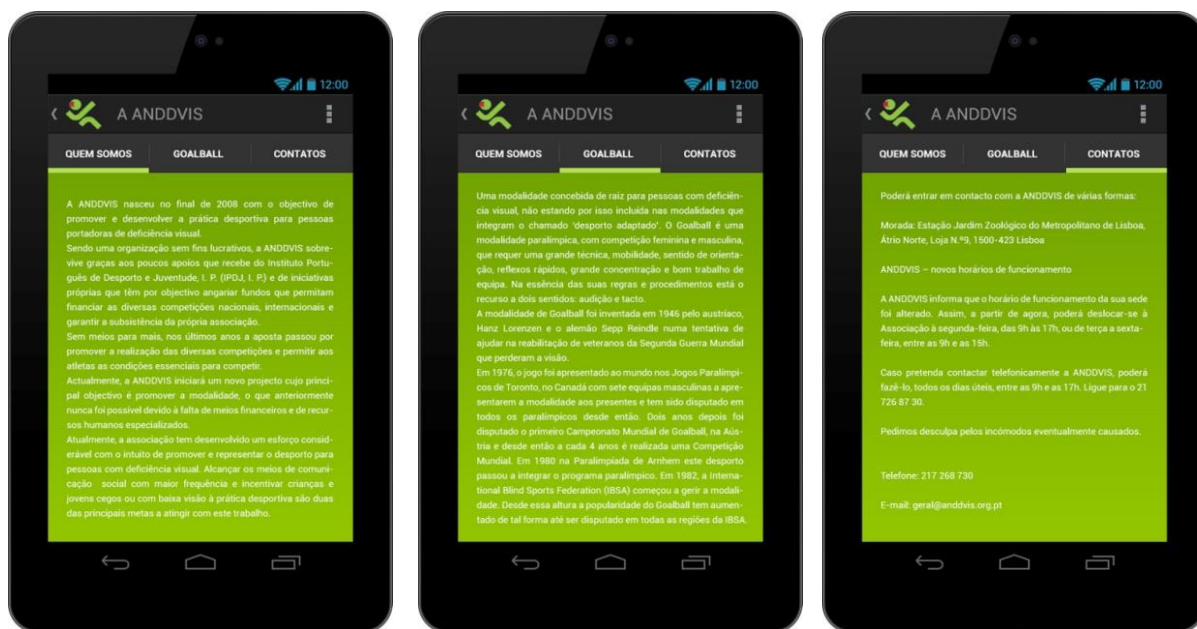 12:00
A ANDDVIS
QUEM SOMOS
GOALBALL
CONTATOS
A ANDDVIS nasceu no final de 2008 com o objectivo de
promover e desenvolver a prática desportiva para pessoas
portadoras de deficiência visual.
Sendo uma organização sem fins lucrativos, a ANDDVIS sobre-
vive graças aos poucos apoios que recebe do Instituto Portu-
guês de Desporto e Juventude, I. P. (IPDJ, I. P.) e de iniciativas
próprias que têm por objectivo angariar fundos que permitam
financiar as diversas competições nacionais, internacionais e
garantir a subsistência da própria associação.
Sem meios para mais, nos últimos anos a aposta passou por
promover a realização das diversas competições e permitir aos
atletas as condições essenciais para competir.
Actualmente, a ANDDVIS iniciará um novo projecto cujo princi-
pal objectivo é promover a modalidade, o que anteriormente
nunca foi possível devido à falta de meios financeiros e de recur-
sos humanos especializados.
Atualmente, a associação tem desenvolvido um esforço consid-
erável com o intuito de promover e representar o desporto para
pessoas com deficiência visual. Alcançar os meios de comuni-
cação social com maior frequência e incentivar crianças e
jovens cegos ou com baixa visão à prática desportiva são duas
das principais metas a atingir com este trabalho.
12:00
A ANDDVIS
QUEM SOMOS
GOALBALL
CONTATOS
Uma modalidade concebida de raiz para pessoas com deficiên-
cia visual, não estando por isso incluida nas modalidades que
integram o chamado 'desporto adaptado'. O Goalball é uma
modalidade paralímpica, com competição feminina e masculina,
que requer uma grande técnica, mobilidade, sentido de orienta-
ção, reflexos rápidos, grande concentração e bom trabalho de
equipa. Na essência das suas regras e procedimentos está o
recurso a dois sentidos: audição e tacto.
A modalidade de Goalball foi inventada em 1946 pelo austríaco,
Hanz Lorenzen e o alemão Sepp Reindle numa tentativa de
ajudar na reabilitação de veteranos da Segunda Guerra Mundial
que perderam a visão.
Em 1976, o jogo foi apresentado ao mundo nos Jogos Paralímpi-
cos de Toronto, no Canadá com sete equipas masculinas a apre-
sentarem a modalidade aos presentes e tem sido disputado em
todos os paralímpicos desde então. Dois anos depois foi
disputado o primeiro Campeonato Mundial de Goalball, na Aús-
tria e desde então a cada 4 anos é realizada uma Competição
Mundial. Em 1980 na Paralimpiada de Arnhem este desporto
passou a integrar o programa paralímpico. Em 1982, a Interna-
tional Blind Sports Federation (IBSA) começou a gerir a modali-
dade. Desde essa altura a popularidade do Goalball tem aumen-
tado de tal forma até ser disputado em todas as regiões da IBSA.
12:00
A ANDDVIS
QUEM SOMOS
GOALBALL
CONTATOS
Poderá entrar em contacto com a ANDDVIS de várias formas:
Morada: Estação Jardim Zoológico do Metropolitano de Lisboa,
Átrio Norte, Loja N.º9, 1500-423 Lisboa
ANDDVIS – novos horários de funcionamento
A ANDDVIS informa que o horário de funcionamento da sua sede
foi alterado. Assim, a partir de agora, poderá deslocar-se à
Associação à segunda-feira, das 9h às 17h, ou de terça a sexta-
feira, entre as 9h e as 15h.
Caso pretenda contactar telefonicamente a ANDDVIS, poderá
fazê-lo, todos os dias úteis, entre as 9h e as 17h. Ligue para o 21
726 87 30.
Pedimos desculpa pelos incómodos eventualmente causados.
Telefone: 217 268 730
E-mail: geral@anddvis.org.pt